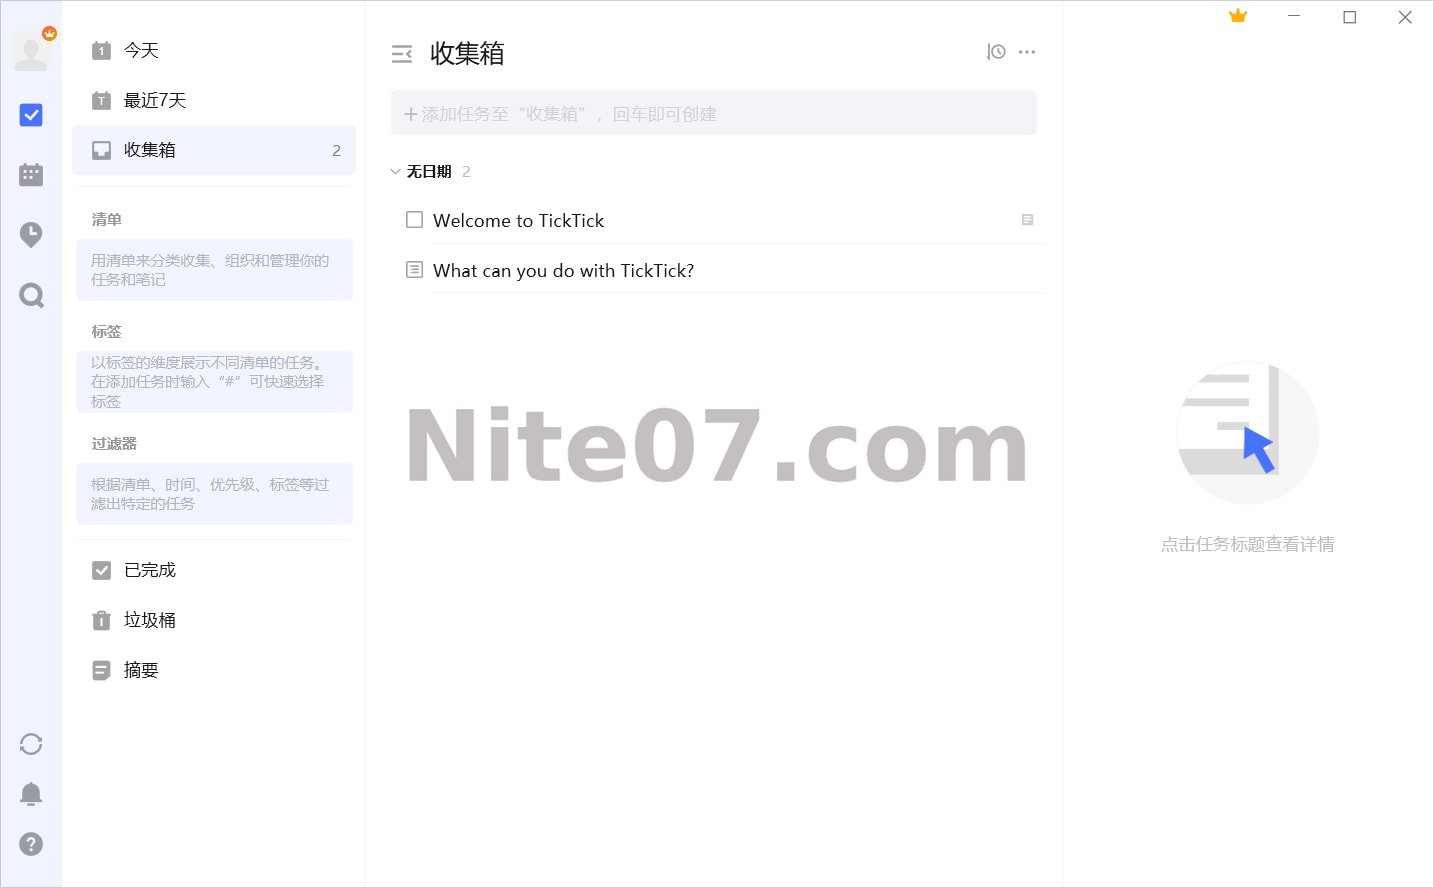 今天
最近7天
收集箱 2
清单
用清单来分类收集、组织和管理你的
任务和笔记
标签
以标签的维度展示不同清单的任务。
在添加任务时输入“#”可快速选择
标签
过滤器
根据清单、时间、优先级、标签等过
滤出特定的任务
已完成
垃圾桶
摘要
收集箱
+添加任务至“收集箱”，回车即可创建
无日期 2
Welcome to TickTick
What can you do with TickTick?
Nite07.com
点击任务标题查看详情